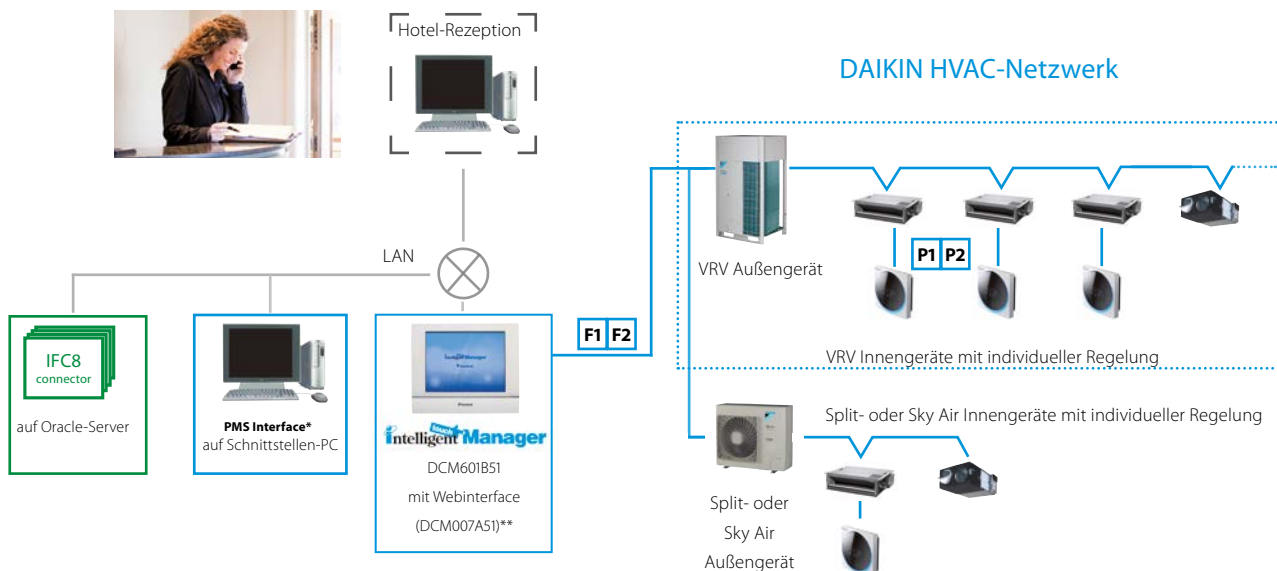 Hotel-Rezeption
DAIKIN HVAC-Netzwerk
LAN
VRV Außengerät
P1 P2
F1 F2
VRV Innengeräte mit individueller Regelung
IFC8
connector
auf Oracle-Server
PMS Interface*
auf Schnittstellen-PC
intelligent Touch Manager
DCM601B51
mit Webinterface
(DCM007A51)**
Split- oder Sky Air Innengeräte mit individueller Regelung
Split- oder
Sky Air
Außengerät